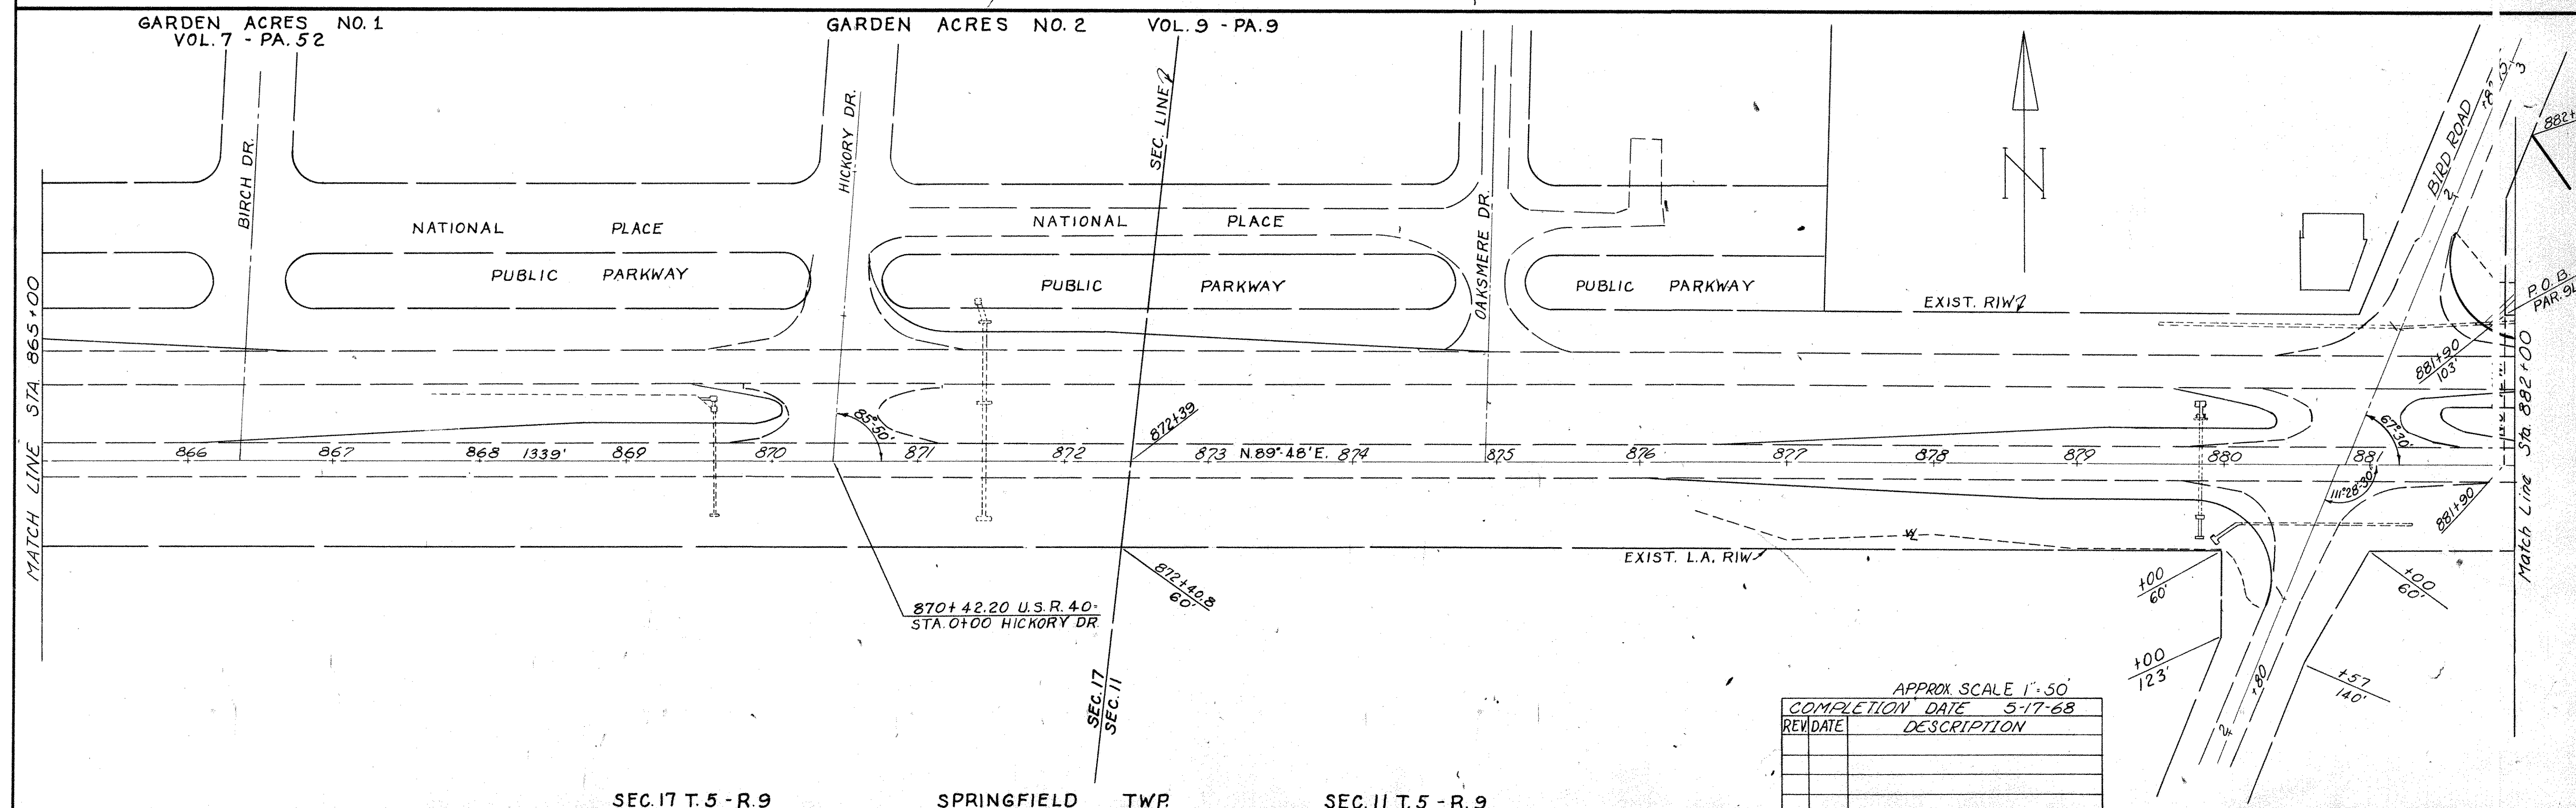 GARDEN ACRES NO. 1
VOL. 7 - PA. 52
GARDEN ACRES NO. 2 VOL. 9 - PA. 9
BIRCH DR.
HICKORY DR.
SEC. LINE
OAKSMERE DR.
BIRD ROAD
N
NATIONAL PLACE
NATIONAL PLACE
PUBLIC PARKWAY
PUBLIC PARKWAY
PUBLIC PARKWAY
EXIST. R/W
P.O.B.
882+
881+90
103'
MATCH LINE STA. 865+00
Match Line Sta. 882+00
85°-50'
872+39
67°30'
866 867 868 1339' 869 870 871 872 873 N.89°-48'E. 874 875 876 877 878 879 880 881
111°28'-30"
881+90
EXIST. L.A. R/W
872+40.8
60'
870+42.20 U.S.R. 40=
STA. 0+00 HICKORY DR.
+00
60'
+00
60'
+00
123'
+57
140'
+80
SEC. 17
SEC. 11
APPROX. SCALE 1"=50'
COMPLETION DATE 5-17-68
REV. DATE DESCRIPTION
SEC. 17 T. 5 - R. 9 SPRINGFIELD TWP. SEC. 11 T. 5 - R. 9